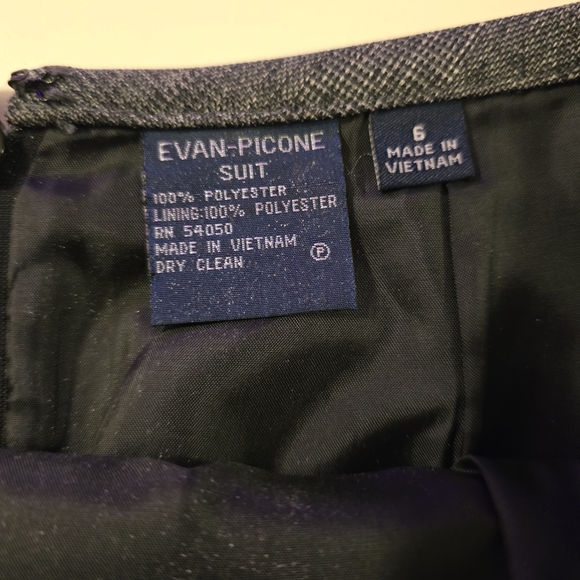 EVAN-PICONE
SUIT
100% POLYESTER
LINING:100% POLYESTER
RN 54050
MADE IN VIETNAM
DRY CLEAN Ⓟ
6
MADE IN
VIETNAM